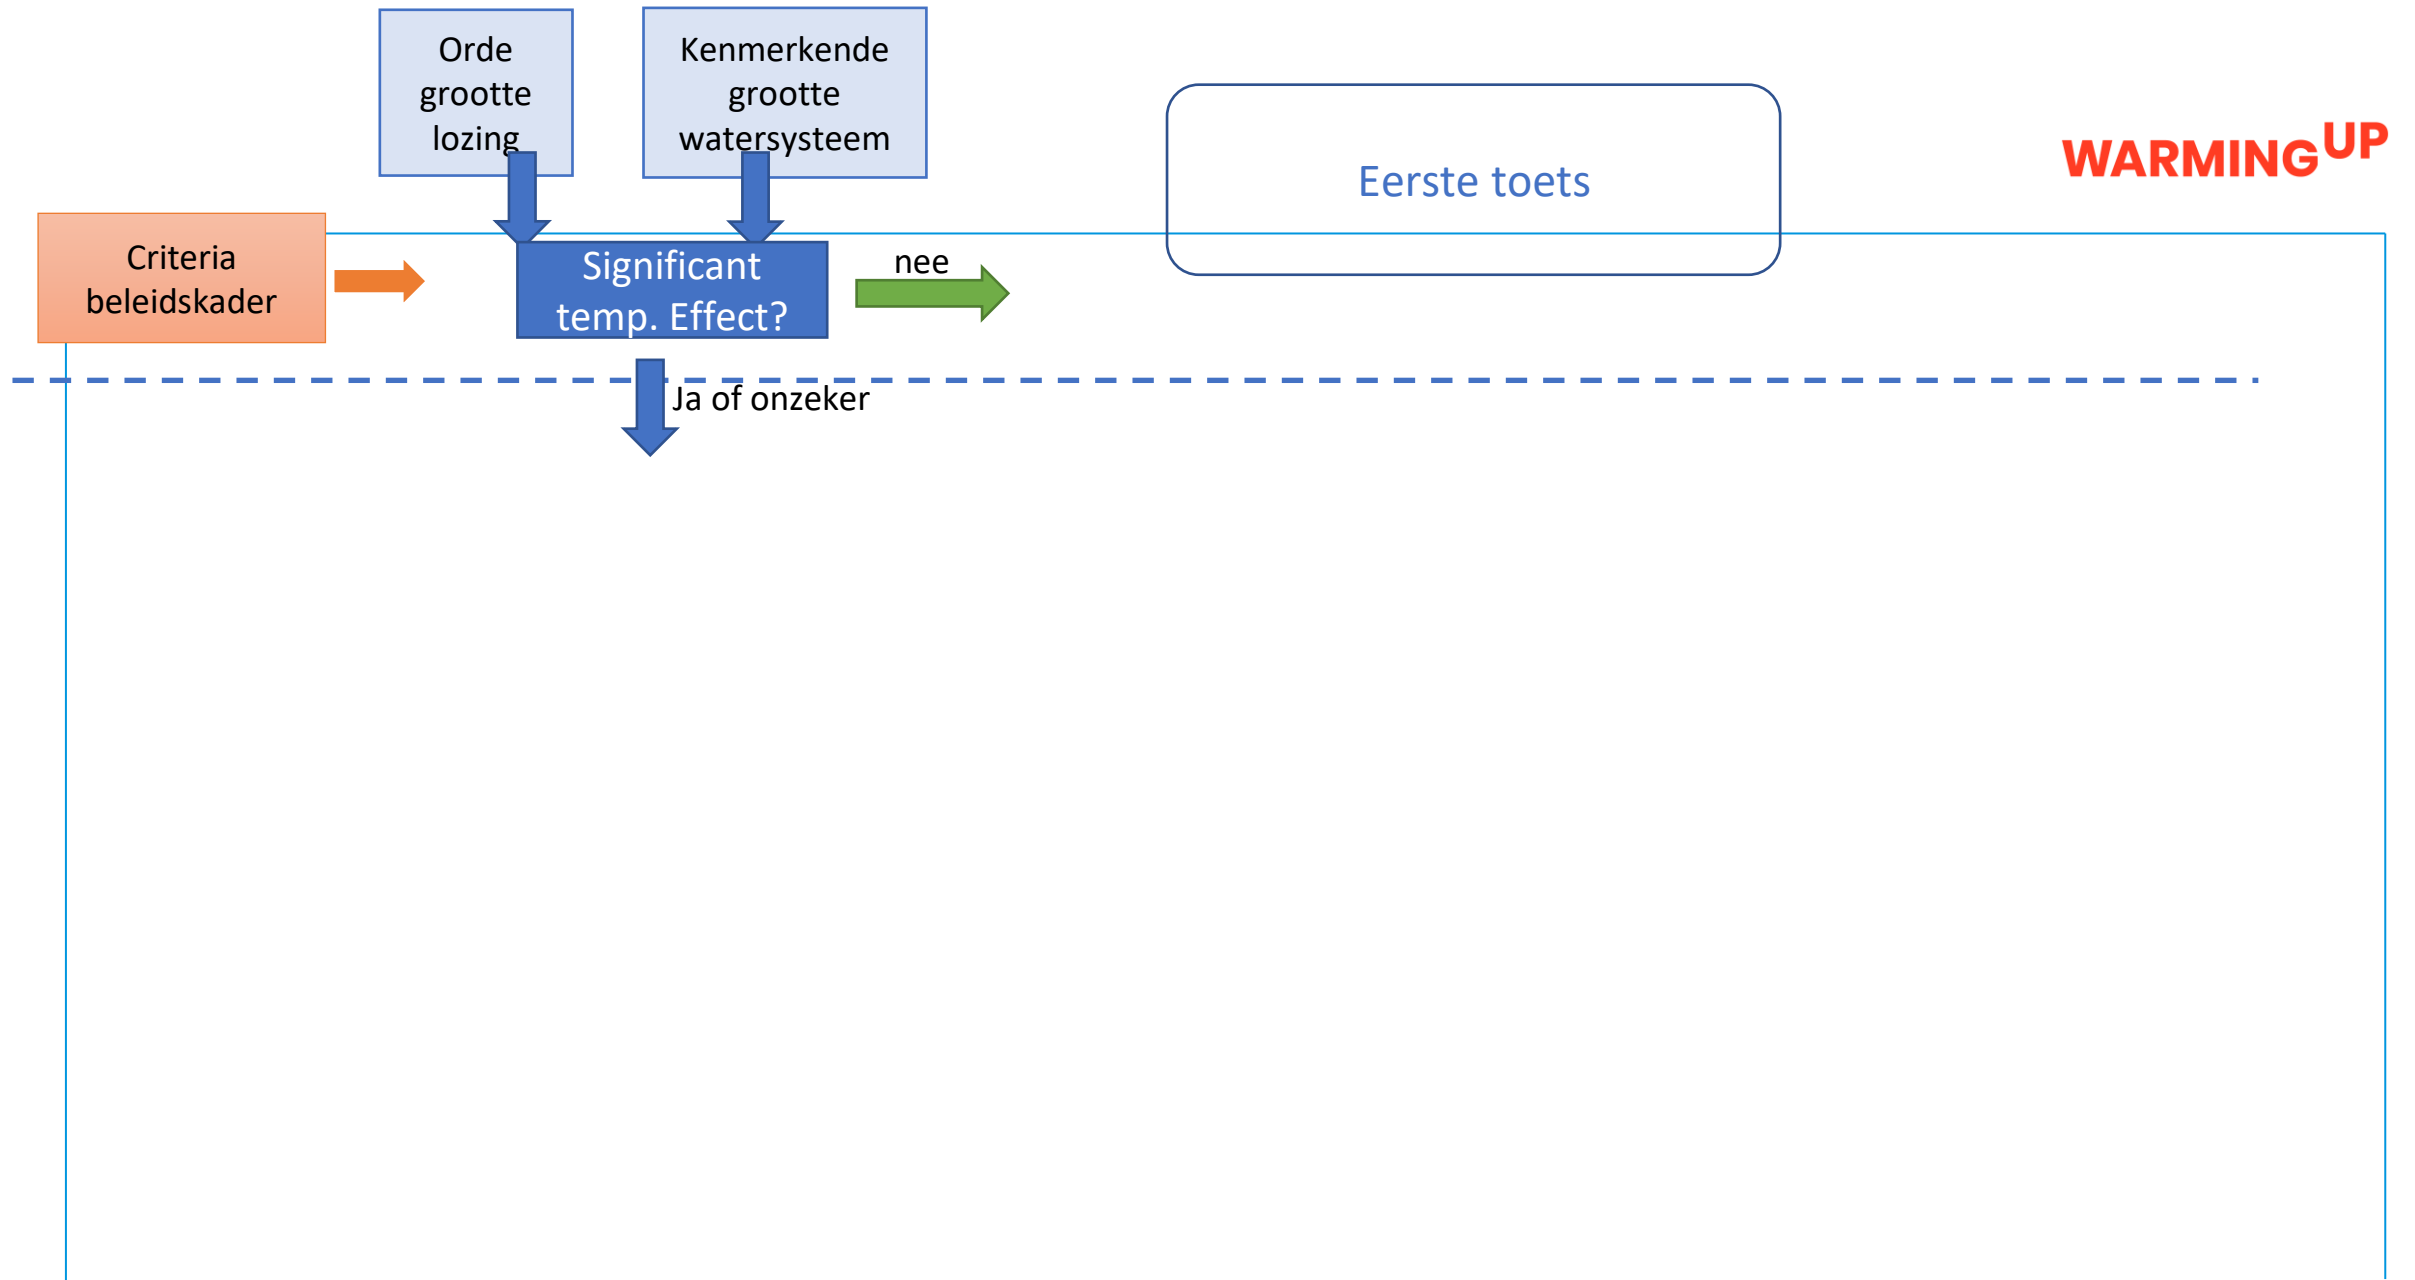 Orde
grootte
lozing
Kenmerkende
grootte
watersysteem
Eerste toets
WARMINGUP
Criteria
beleidskader
Significant
temp. Effect?
nee
Ja of onzeker